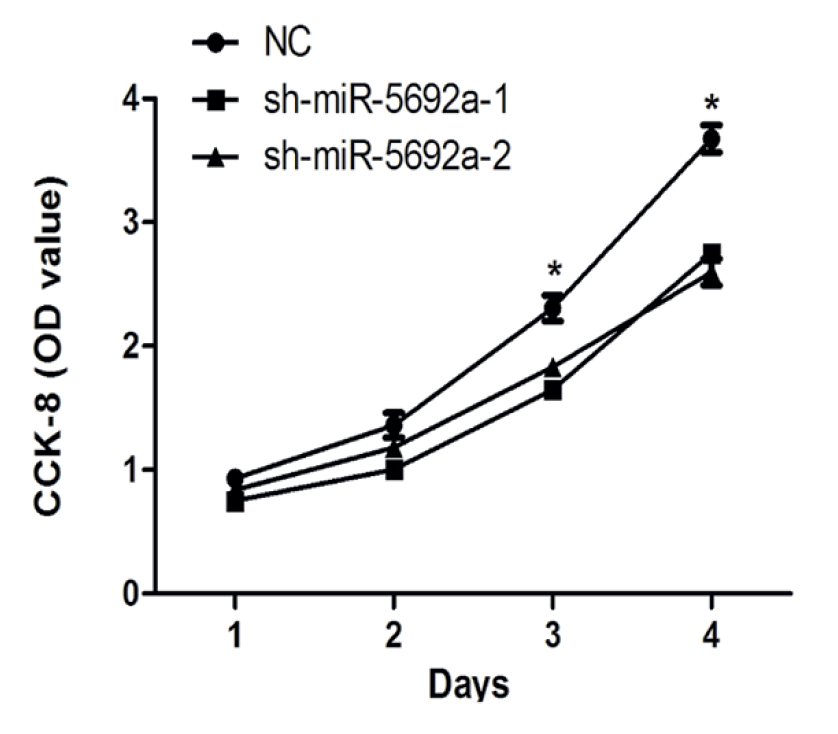 NC
sh-miR-5692a-1
sh-miR-5692a-2
CCK-8 (OD value)
4
3
2
1
0
*
*
1 2 3 4
Days